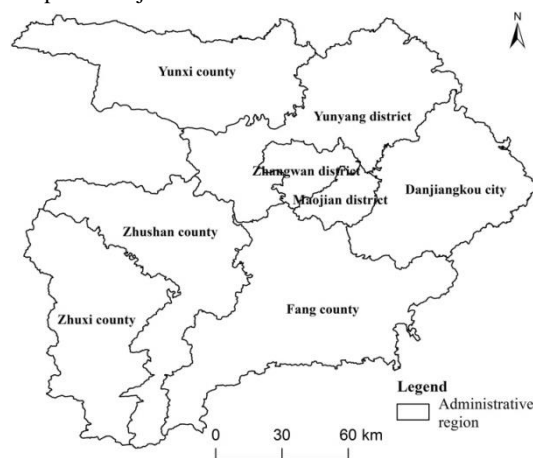 N
Yunxi county
Yunyang district
Zhangwan district
Maojian district
Danjiangkou city
Zhushan county
Zhuxi county
Fang county
Legend
Administrative
region
0 30 60 km